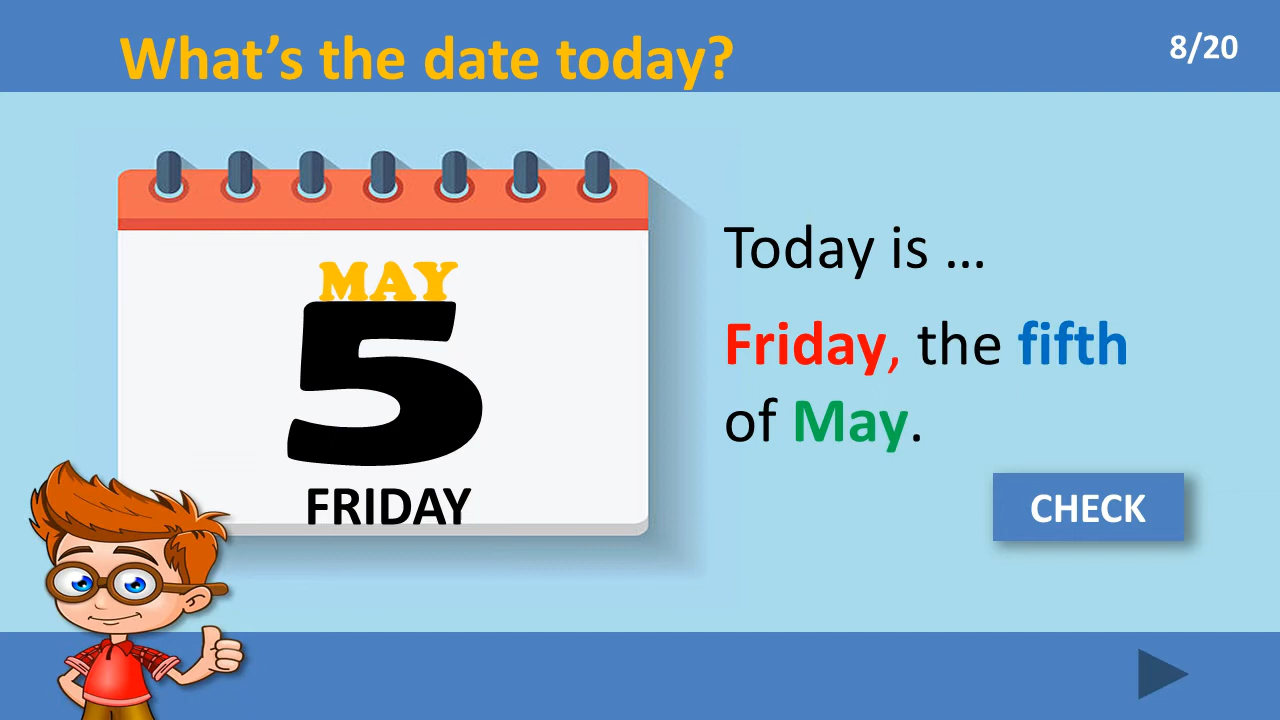 What’s the date today?
8/20
MAY
5
FRIDAY
Today is …
Friday, the fifth
of May.
CHECK